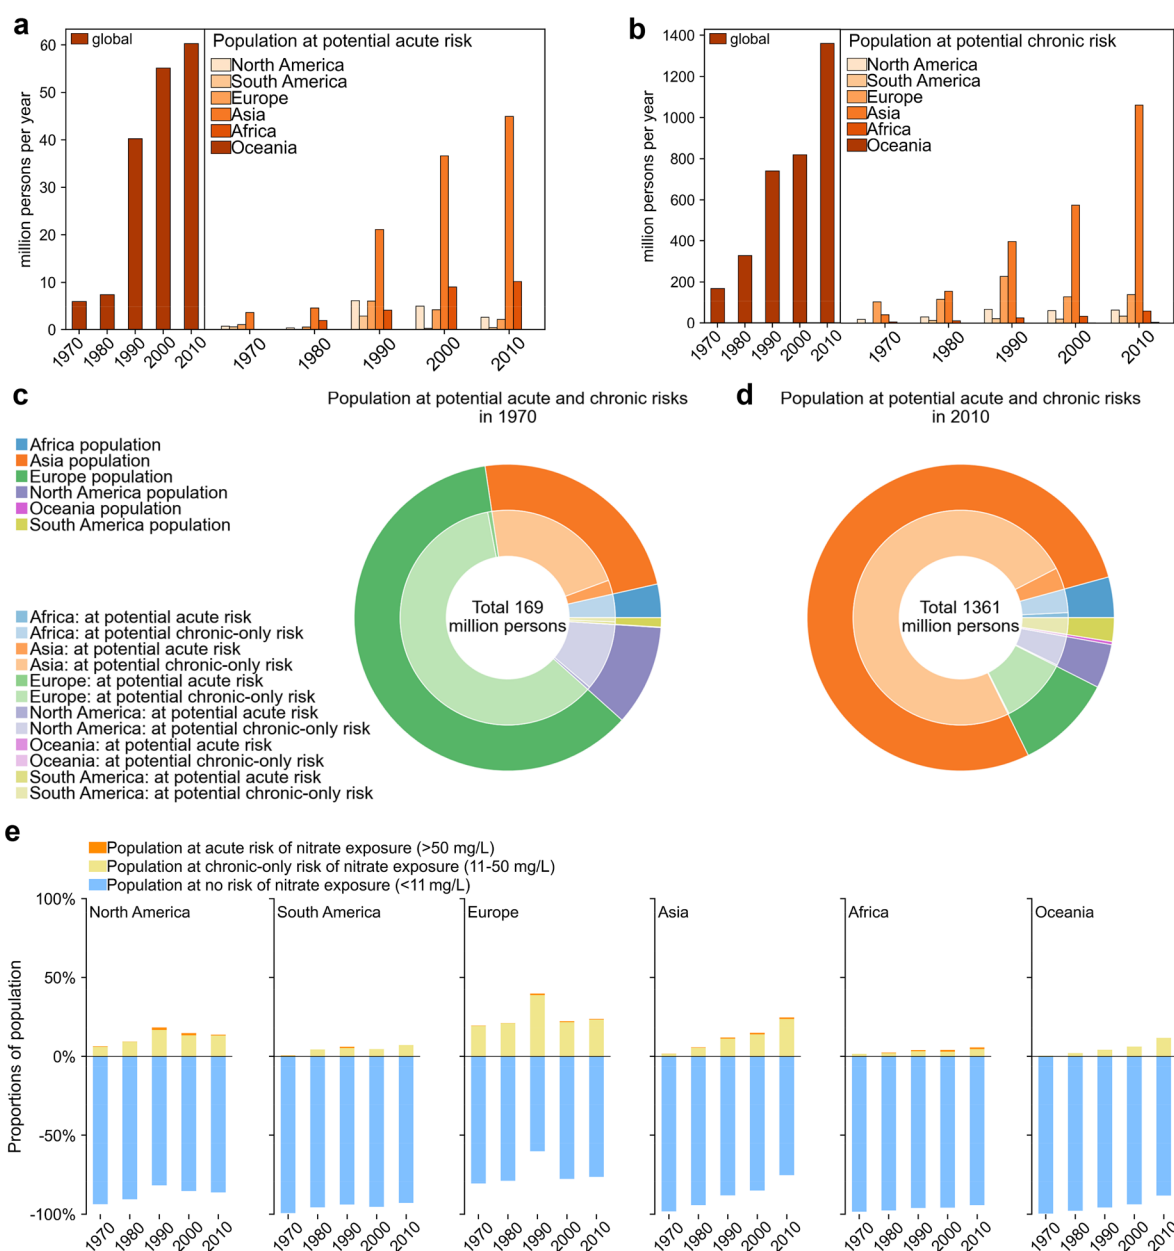 a
global
Population at potential acute risk
North America
South America
Europe
Asia
Africa
Oceania
million persons per year
60
50
40
30
20
10
0
1970
1980
1990
2000
2010
1970
1980
1990
2000
2010
b
global
Population at potential chronic risk
North America
South America
Europe
Asia
Africa
Oceania
million persons per year
1400
1200
1000
800
600
400
200
0
1970
1980
1990
2000
2010
1970
1980
1990
2000
2010
c
Population at potential acute and chronic risks
in 1970
Africa population
Asia population
Europe population
North America population
Oceania population
South America population
Africa: at potential acute risk
Africa: at potential chronic-only risk
Asia: at potential acute risk
Asia: at potential chronic-only risk
Europe: at potential acute risk
Europe: at potential chronic-only risk
North America: at potential acute risk
North America: at potential chronic-only risk
Oceania: at potential acute risk
Oceania: at potential chronic-only risk
South America: at potential acute risk
South America: at potential chronic-only risk
Total 169
million persons
d
Population at potential acute and chronic risks
in 2010
Total 1361
million persons
e
Population at acute risk of nitrate exposure (>50 mg/L)
Population at chronic-only risk of nitrate exposure (11-50 mg/L)
Population at no risk of nitrate exposure (<11 mg/L)
Proportions of population
100%
50%
0%
-50%
-100%
North America
1970
1980
1990
2000
2010
South America
1970
1980
1990
2000
2010
Europe
1970
1980
1990
2000
2010
Asia
1970
1980
1990
2000
2010
Africa
1970
1980
1990
2000
2010
Oceania
1970
1980
1990
2000
2010